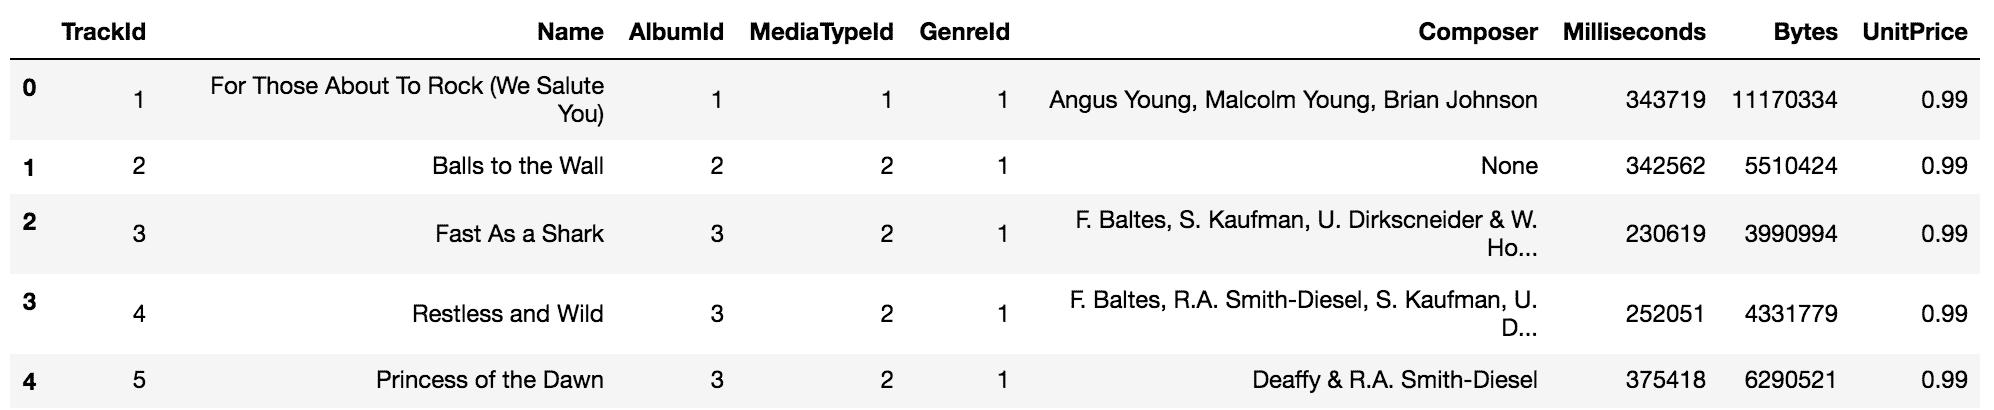 TrackId Name AlbumId MediaTypeId GenreId Composer Milliseconds Bytes UnitPrice
0 1 For Those About To Rock (We Salute You) 1 1 1 Angus Young, Malcolm Young, Brian Johnson 343719 11170334 0.99
1 2 Balls to the Wall 2 2 1 None 342562 5510424 0.99
2 3 Fast As a Shark 3 2 1 F. Baltes, S. Kaufman, U. Dirkscneider & W. Ho... 230619 3990994 0.99
3 4 Restless and Wild 3 2 1 F. Baltes, R.A. Smith-Diesel, S. Kaufman, U. D... 252051 4331779 0.99
4 5 Princess of the Dawn 3 2 1 Deaffy & R.A. Smith-Diesel 375418 6290521 0.99